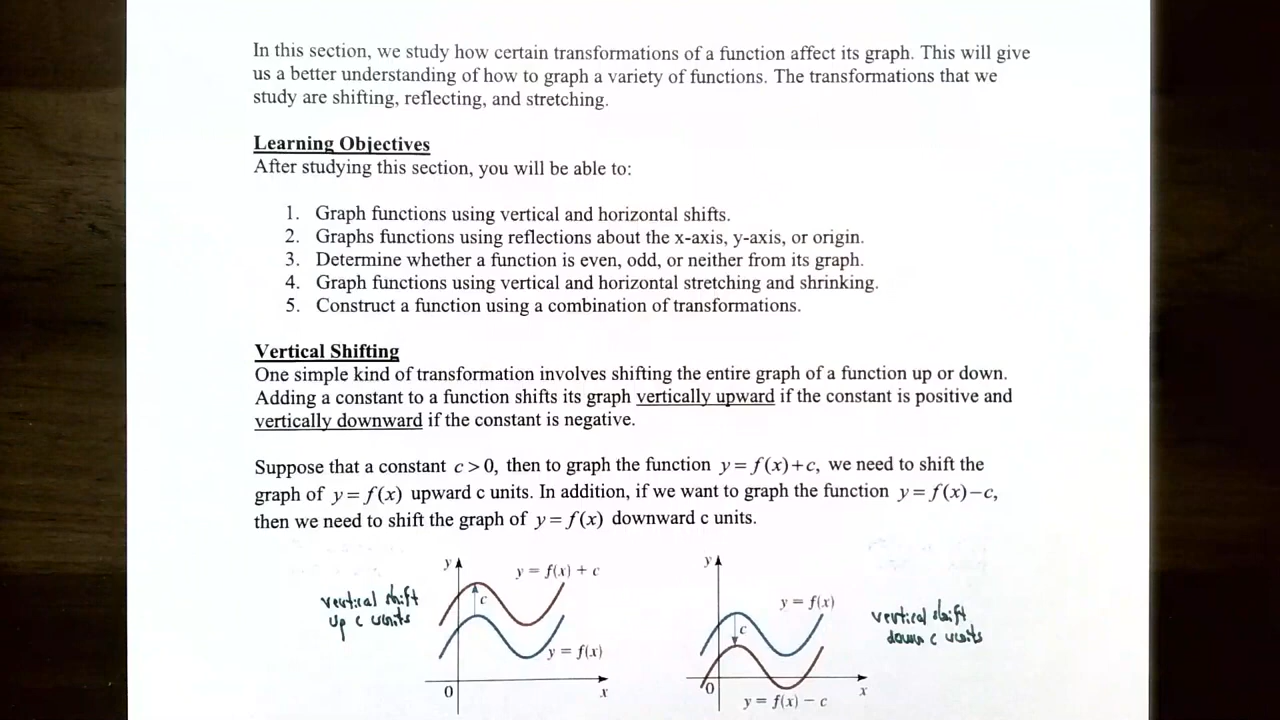 In this section, we study how certain transformations of a function affect its graph. This will give
us a better understanding of how to graph a variety of functions. The transformations that we
study are shifting, reflecting, and stretching.
Learning Objectives
After studying this section, you will be able to:
1. Graph functions using vertical and horizontal shifts.
2. Graphs functions using reflections about the x-axis, y-axis, or origin.
3. Determine whether a function is even, odd, or neither from its graph.
4. Graph functions using vertical and horizontal stretching and shrinking.
5. Construct a function using a combination of transformations.
Vertical Shifting
One simple kind of transformation involves shifting the entire graph of a function up or down.
Adding a constant to a function shifts its graph vertically upward if the constant is positive and
vertically downward if the constant is negative.
Suppose that a constant c > 0, then to graph the function y = f(x)+c, we need to shift the
graph of y = f(x) upward c units. In addition, if we want to graph the function y = f(x)−c,
then we need to shift the graph of y = f(x) downward c units.
vertical shift
up c units
y
y = f(x) + c
c
y = f(x)
0
x
y
y = f(x)
c
0
x
y = f(x) − c
vertical shift
down c units